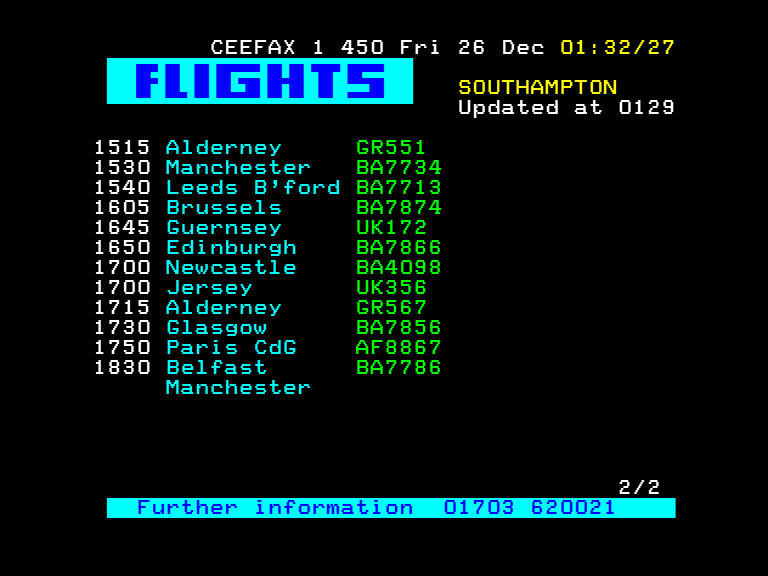 CEEFAX 1 450 Fri 26 Dec 01:32/27
FLIGHTS
SOUTHAMPTON
Updated at 0129
1515 Alderney GR551
1530 Manchester BA7734
1540 Leeds B'ford BA7713
1605 Brussels BA7874
1645 Guernsey UK172
1650 Edinburgh BA7866
1700 Newcastle BA4098
1700 Jersey UK356
1715 Alderney GR567
1730 Glasgow BA7856
1750 Paris CdG AF8867
1830 Belfast BA7786
Manchester
2/2
Further information 01703 620021